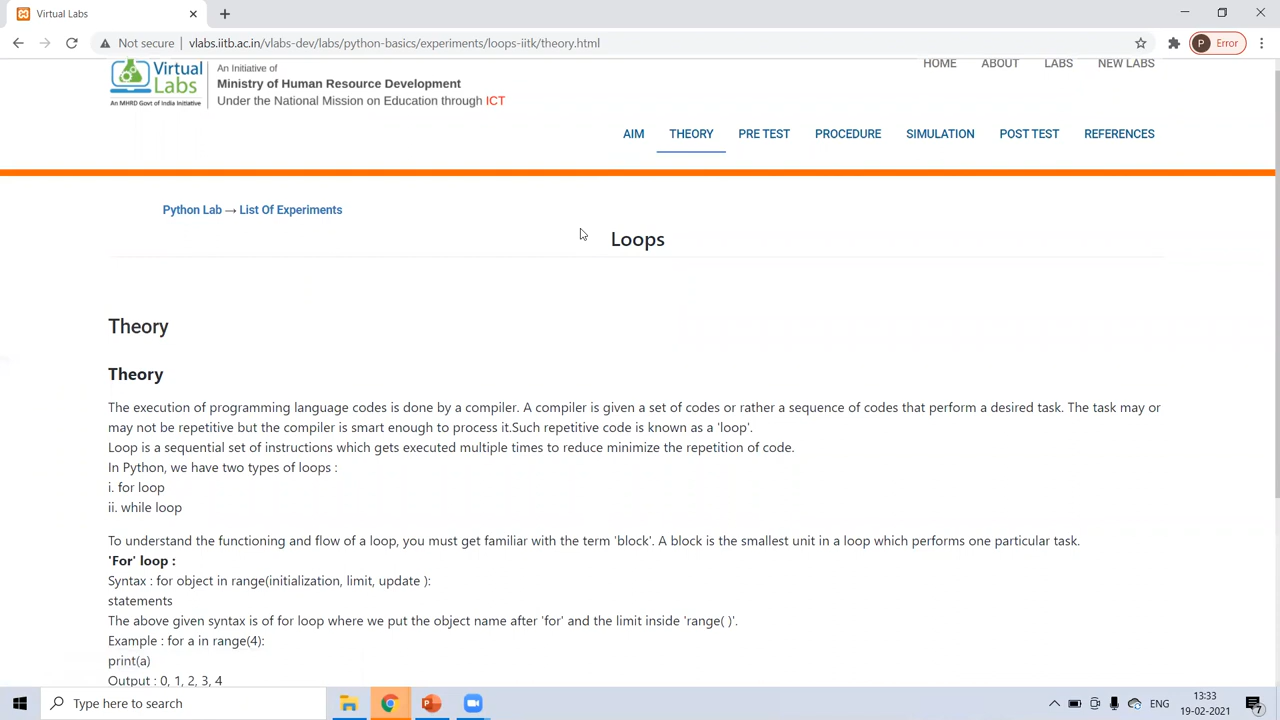 Virtual Labs
Not secure | vlabs.iitb.ac.in/vlabs-dev/labs/python-basics/experiments/loops-iitk/theory.html
P Error
Virtual Labs
An MHRD Govt of India Initiative
An Initiative of
Ministry of Human Resource Development
Under the National Mission on Education through ICT
HOME ABOUT LABS NEW LABS
AIM THEORY PRE TEST PROCEDURE SIMULATION POST TEST REFERENCES
Python Lab → List Of Experiments
Loops
Theory
Theory
The execution of programming language codes is done by a compiler. A compiler is given a set of codes or rather a sequence of codes that perform a desired task. The task may or
may not be repetitive but the compiler is smart enough to process it.Such repetitive code is known as a 'loop'.
Loop is a sequential set of instructions which gets executed multiple times to reduce minimize the repetition of code.
In Python, we have two types of loops :
i. for loop
ii. while loop
To understand the functioning and flow of a loop, you must get familiar with the term 'block'. A block is the smallest unit in a loop which performs one particular task.
'For' loop :
Syntax : for object in range(initialization, limit, update ):
statements
The above given syntax is of for loop where we put the object name after 'for' and the limit inside 'range( )'.
Example : for a in range(4):
print(a)
Output : 0, 1, 2, 3, 4
Type here to search
ENG
13:33
19-02-2021
7